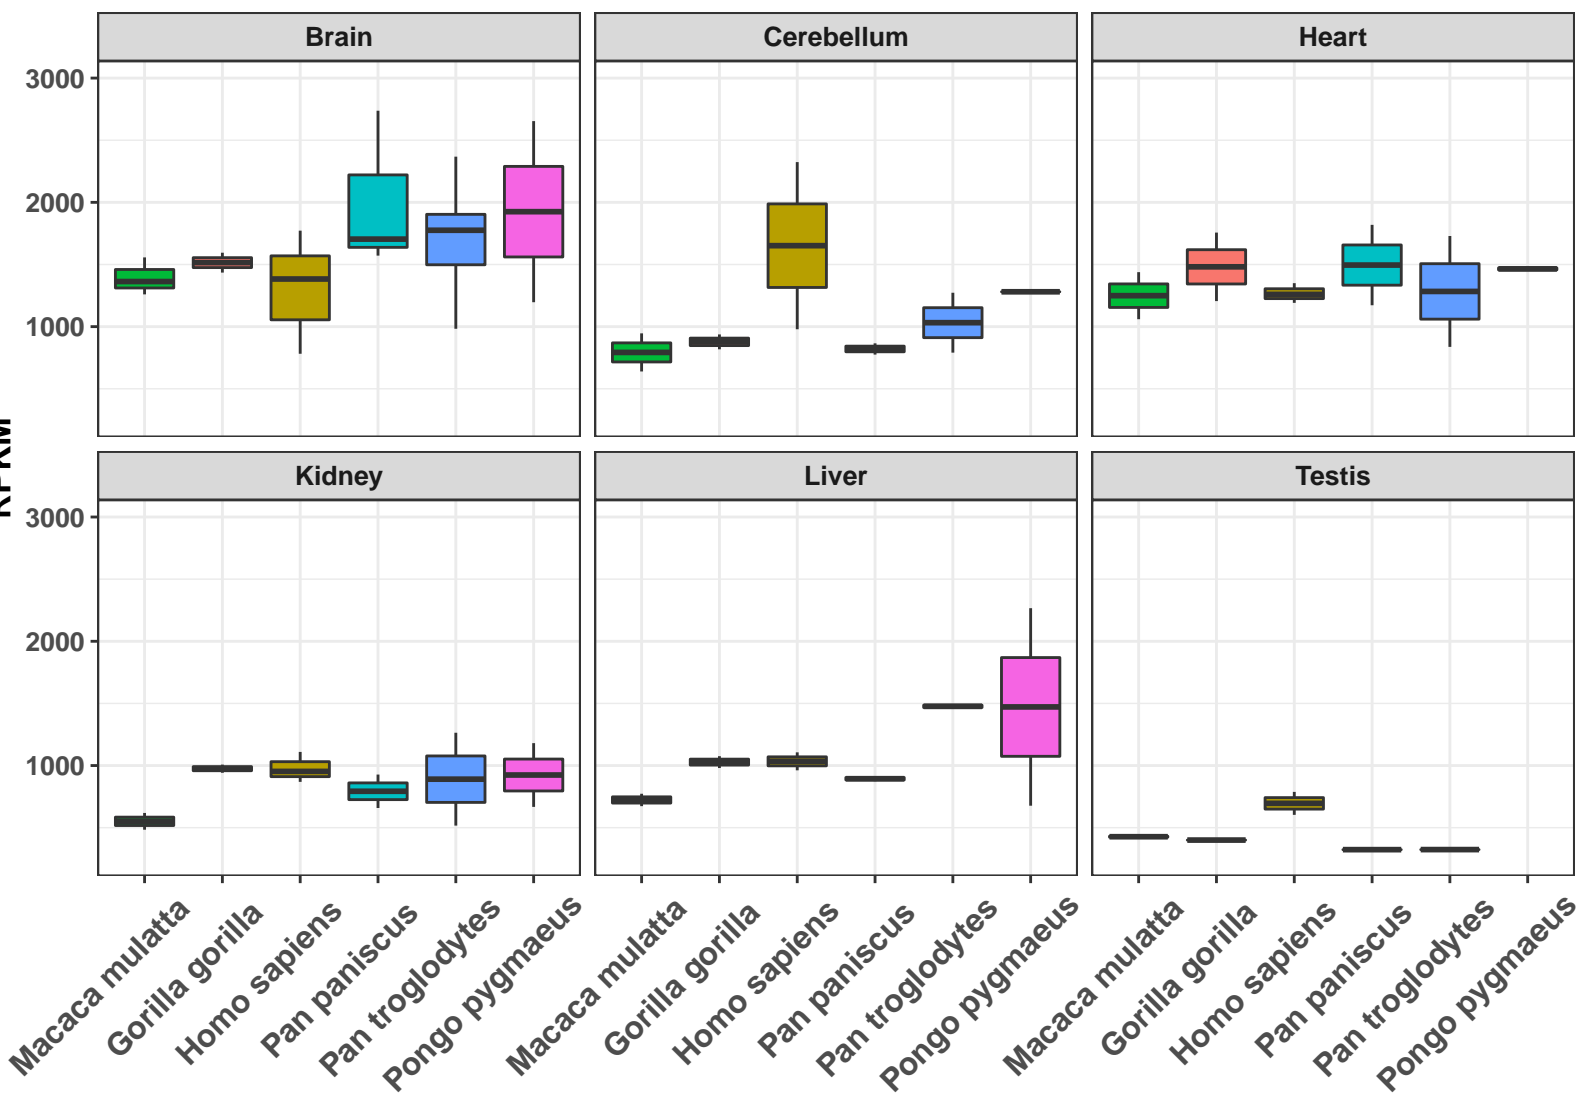 Brain Cerebellum Heart
3000
2000
1000
RPKM
Kidney Liver Testis
3000
2000
1000
Macaca mulatta Gorilla gorilla Homo sapiens Pan paniscus Pan troglodytes Pongo pygmaeus Macaca mulatta Gorilla gorilla Homo sapiens Pan paniscus Pan troglodytes Pongo pygmaeus Macaca mulatta Gorilla gorilla Homo sapiens Pan paniscus Pan troglodytes Pongo pygmaeus